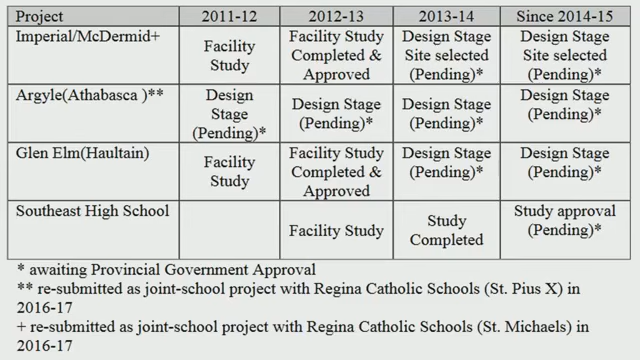 Project 2011-12 2012-13 2013-14 Since 2014-15
Imperial/McDermid+ Facility Study Facility Study Completed & Approved Design Stage Site selected (Pending)* Design Stage Site selected (Pending)*
Argyle(Athabasca )** Design Stage (Pending)* Design Stage (Pending)* Design Stage (Pending)* Design Stage (Pending)*
Glen Elm(Haultain) Facility Study Facility Study Completed & Approved Design Stage (Pending)* Design Stage (Pending)*
Southeast High School Facility Study Study Completed Study approval (Pending)*
* awaiting Provincial Government Approval
** re-submitted as joint-school project with Regina Catholic Schools (St. Pius X) in
2016-17
+ re-submitted as joint-school project with Regina Catholic Schools (St. Michaels) in
2016-17